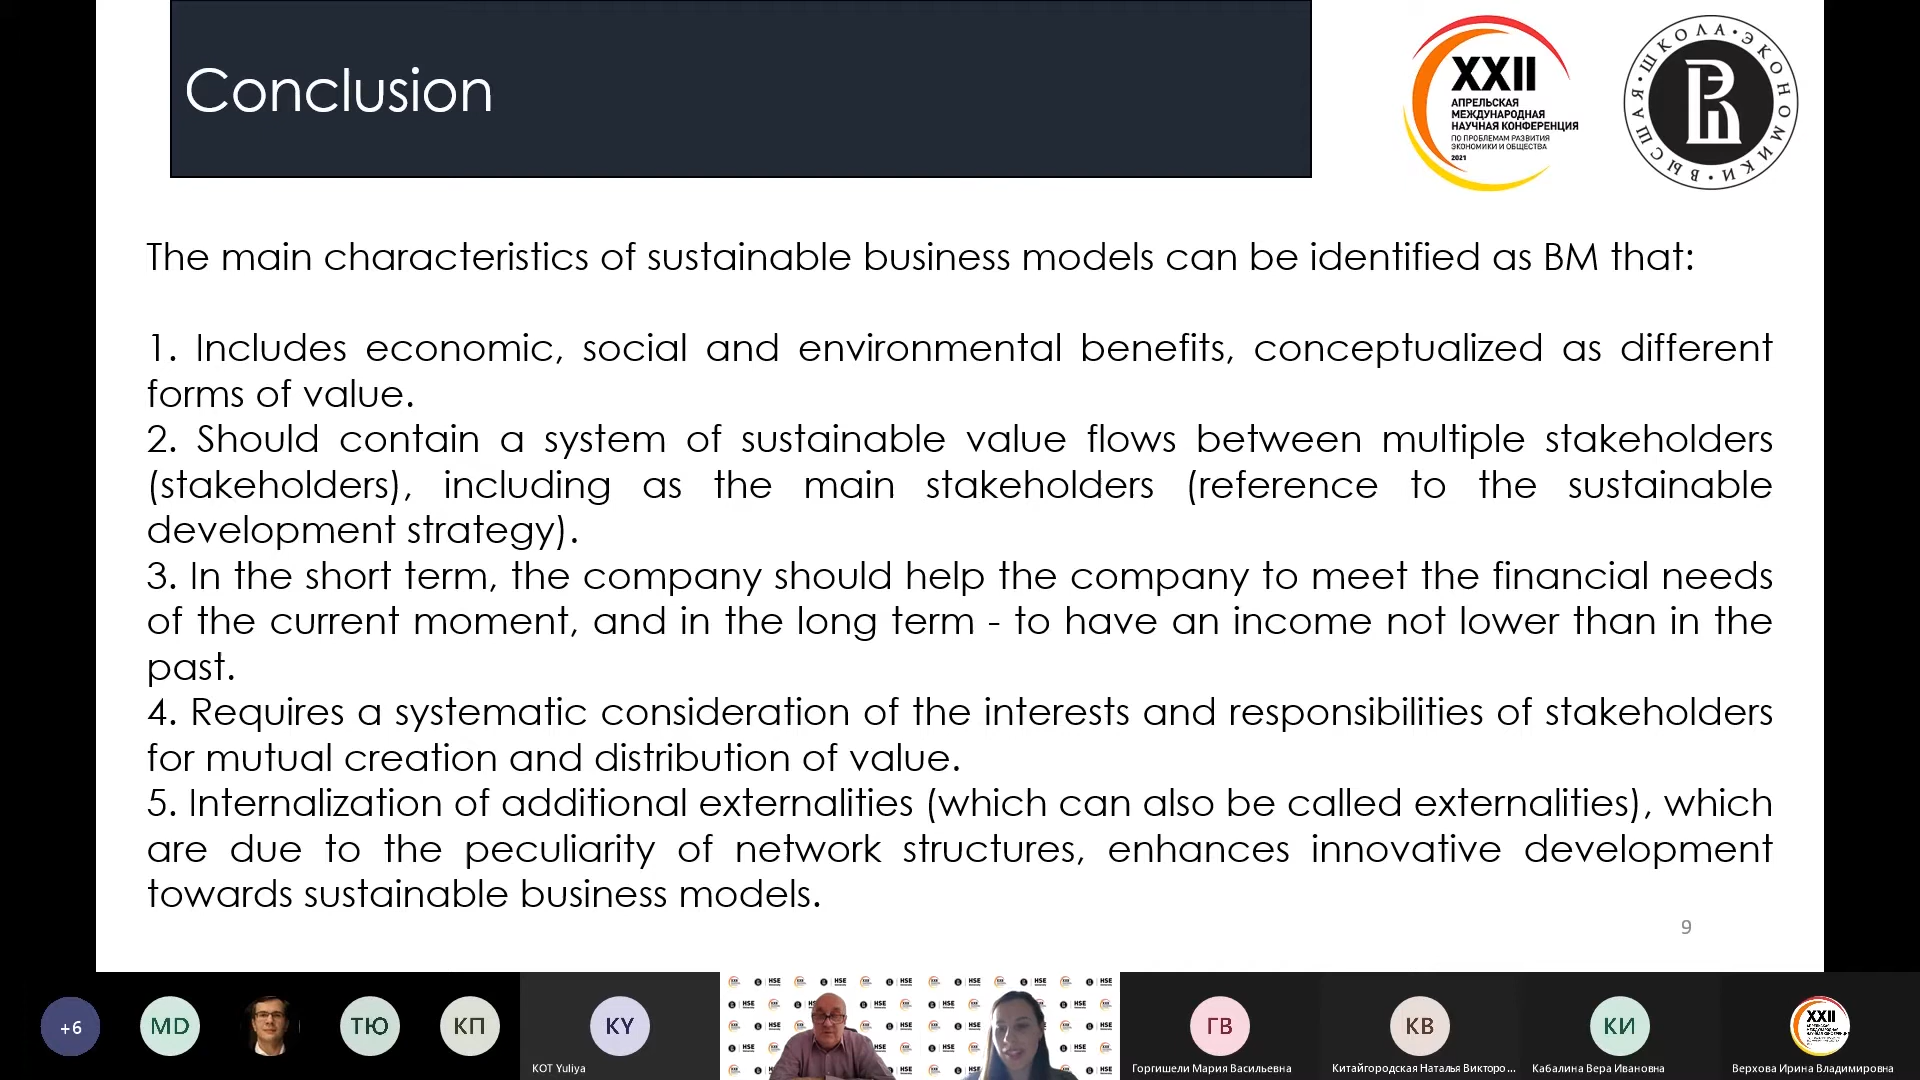 Conclusion
XXII
АПРЕЛЬСКАЯ
МЕЖДУНАРОДНАЯ
НАУЧНАЯ КОНФЕРЕНЦИЯ
ПО ПРОБЛЕМАМ РАЗВИТИЯ
ЭКОНОМИКИ И ОБЩЕСТВА
2021
ВЫСШАЯ • ШКОЛА • ЭКОНОМИКИ •
The main characteristics of sustainable business models can be identified as BM that:
1. Includes economic, social and environmental benefits, conceptualized as different
forms of value.
2. Should contain a system of sustainable value flows between multiple stakeholders
(stakeholders), including as the main stakeholders (reference to the sustainable
development strategy).
3. In the short term, the company should help the company to meet the financial needs
of the current moment, and in the long term - to have an income not lower than in the
past.
4. Requires a systematic consideration of the interests and responsibilities of stakeholders
for mutual creation and distribution of value.
5. Internalization of additional externalities (which can also be called externalities), which
are due to the peculiarity of network structures, enhances innovative development
towards sustainable business models.
9
+6
MD
ТЮ
КП
KY
KOT Yuliya
HSE
ГВ
Горгишели Мария Васильевна
КВ
Китайгородская Наталья Викторо...
КИ
Кабалина Вера Ивановна
XXII
Верхова Ирина Владимировна